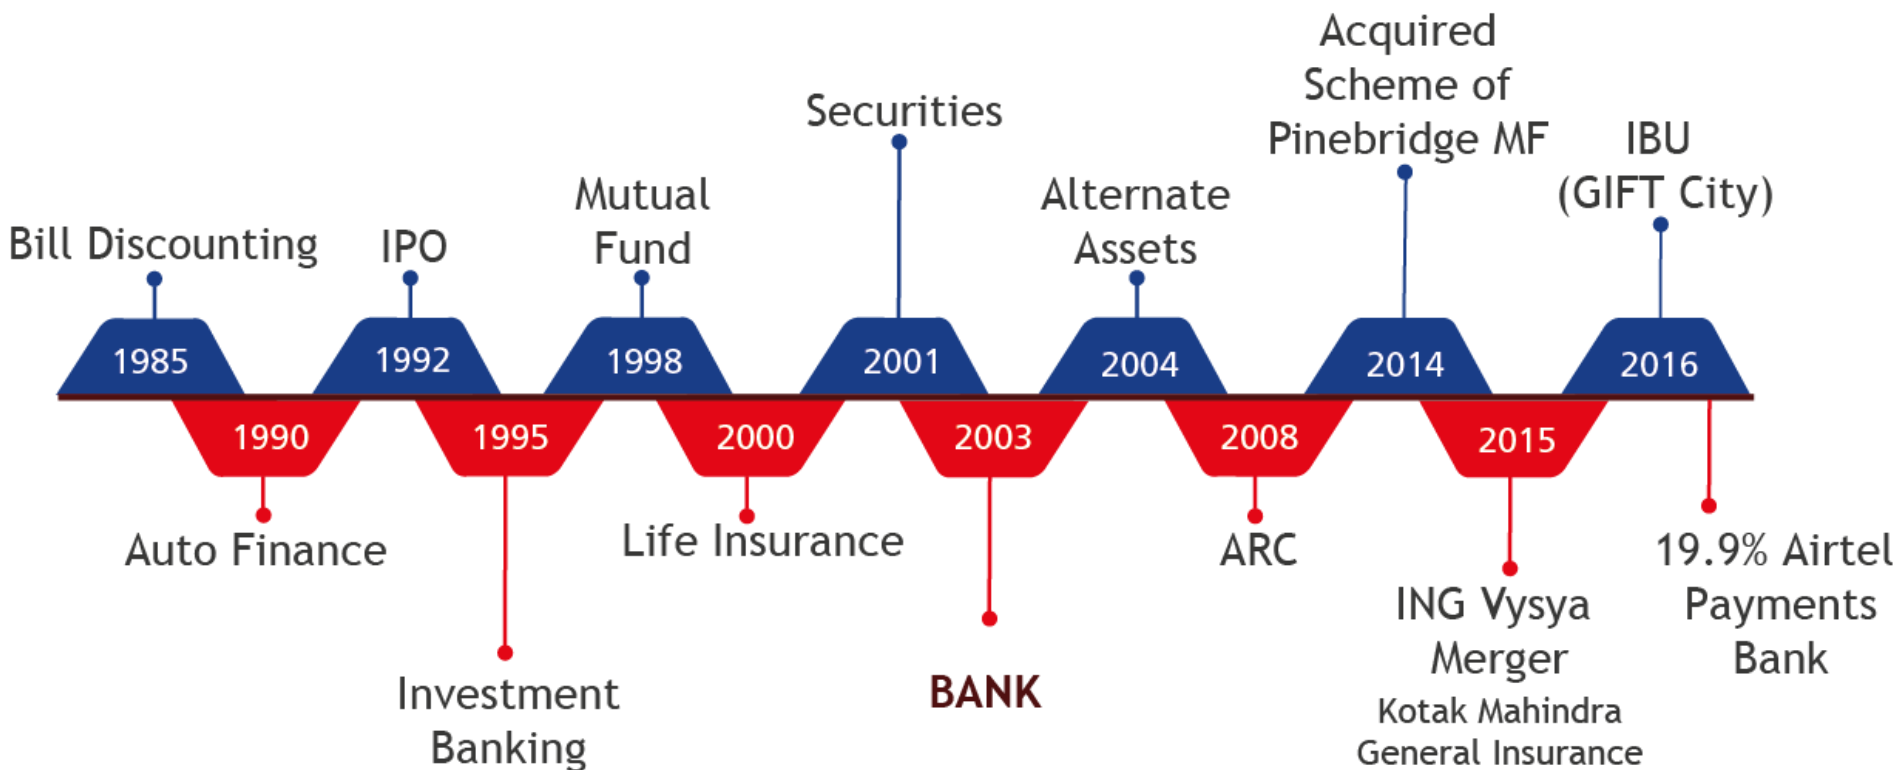 Acquired
Scheme of
Pinebridge MF
Securities
IBU
(GIFT City)
Mutual
Fund
Alternate
Assets
Bill Discounting
IPO
1985
1992
1998
2001
2004
2014
2016
1990
1995
2000
2003
2008
2015
Auto Finance
Life Insurance
ARC
19.9% Airtel
Payments
Bank
ING Vysya
Merger
Kotak Mahindra
General Insurance
BANK
Investment
Banking